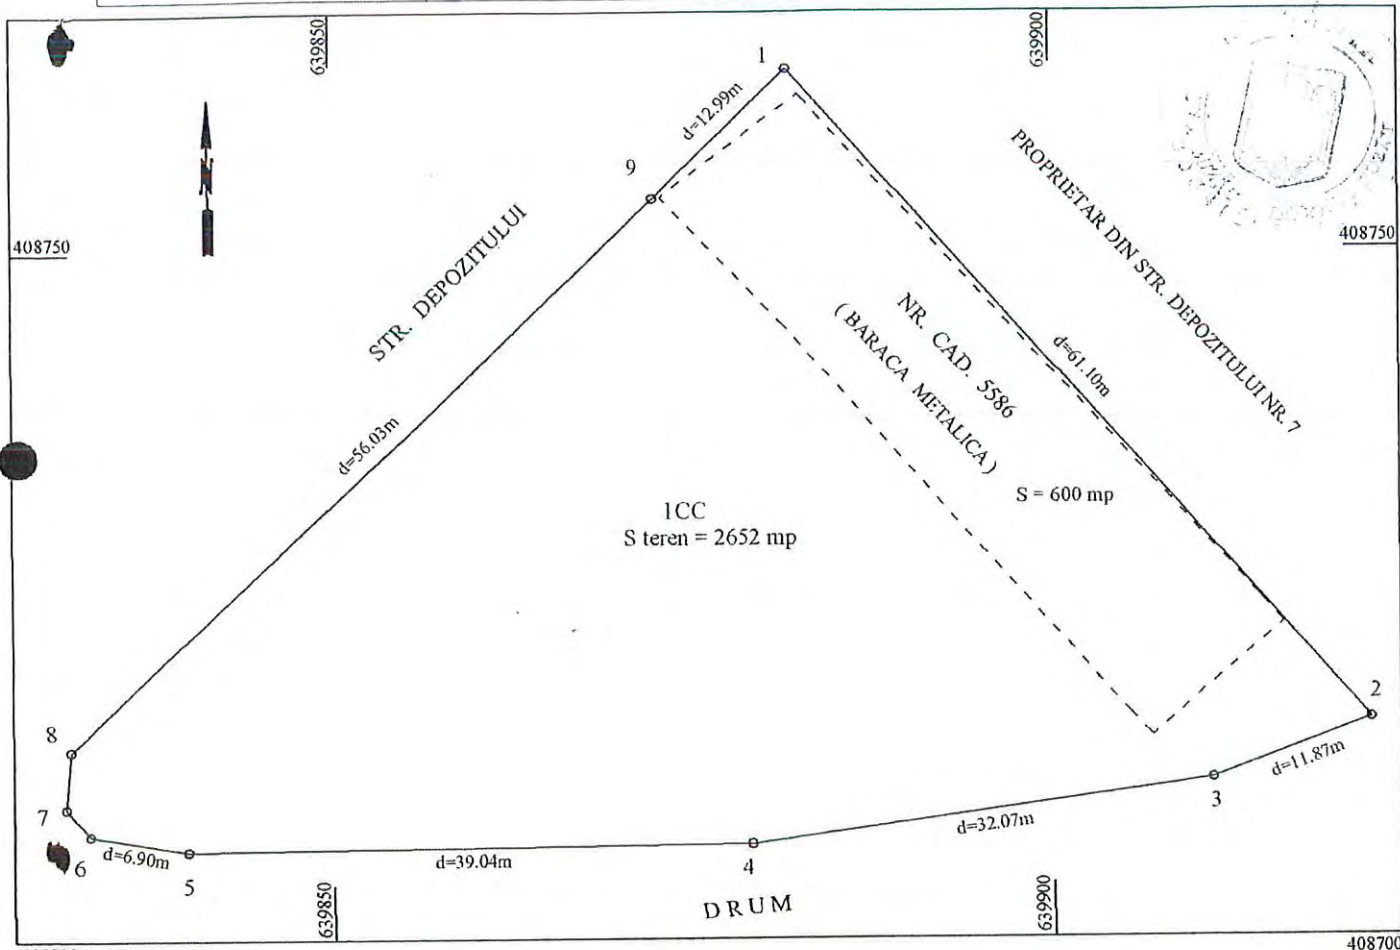 639850
639900
1
d=12.99m
9
PROPRIETAR DIN STR. DEPOZITULUI NR. 7
STR. DEPOZITULUI
408750
408750
NR. CAD. 5586
( BARACA METALICA )
d=61.10m
d=56.03m
S = 600 mp
1CC
S teren = 2652 mp
2
8
d=11.87m
3
7
d=32.07m
6
d=6.90m
d=39.04m
4
5
DRUM
639850
639900
408700